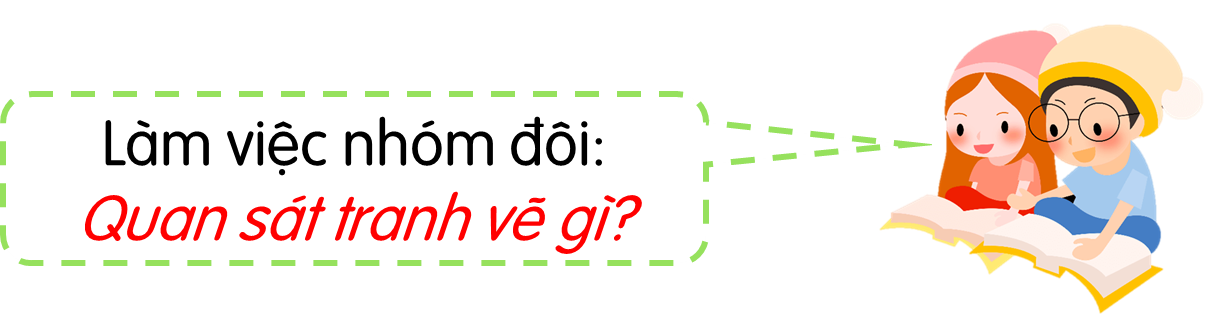 Làm việc nhóm đôi:
Quan sát tranh vẽ gì?